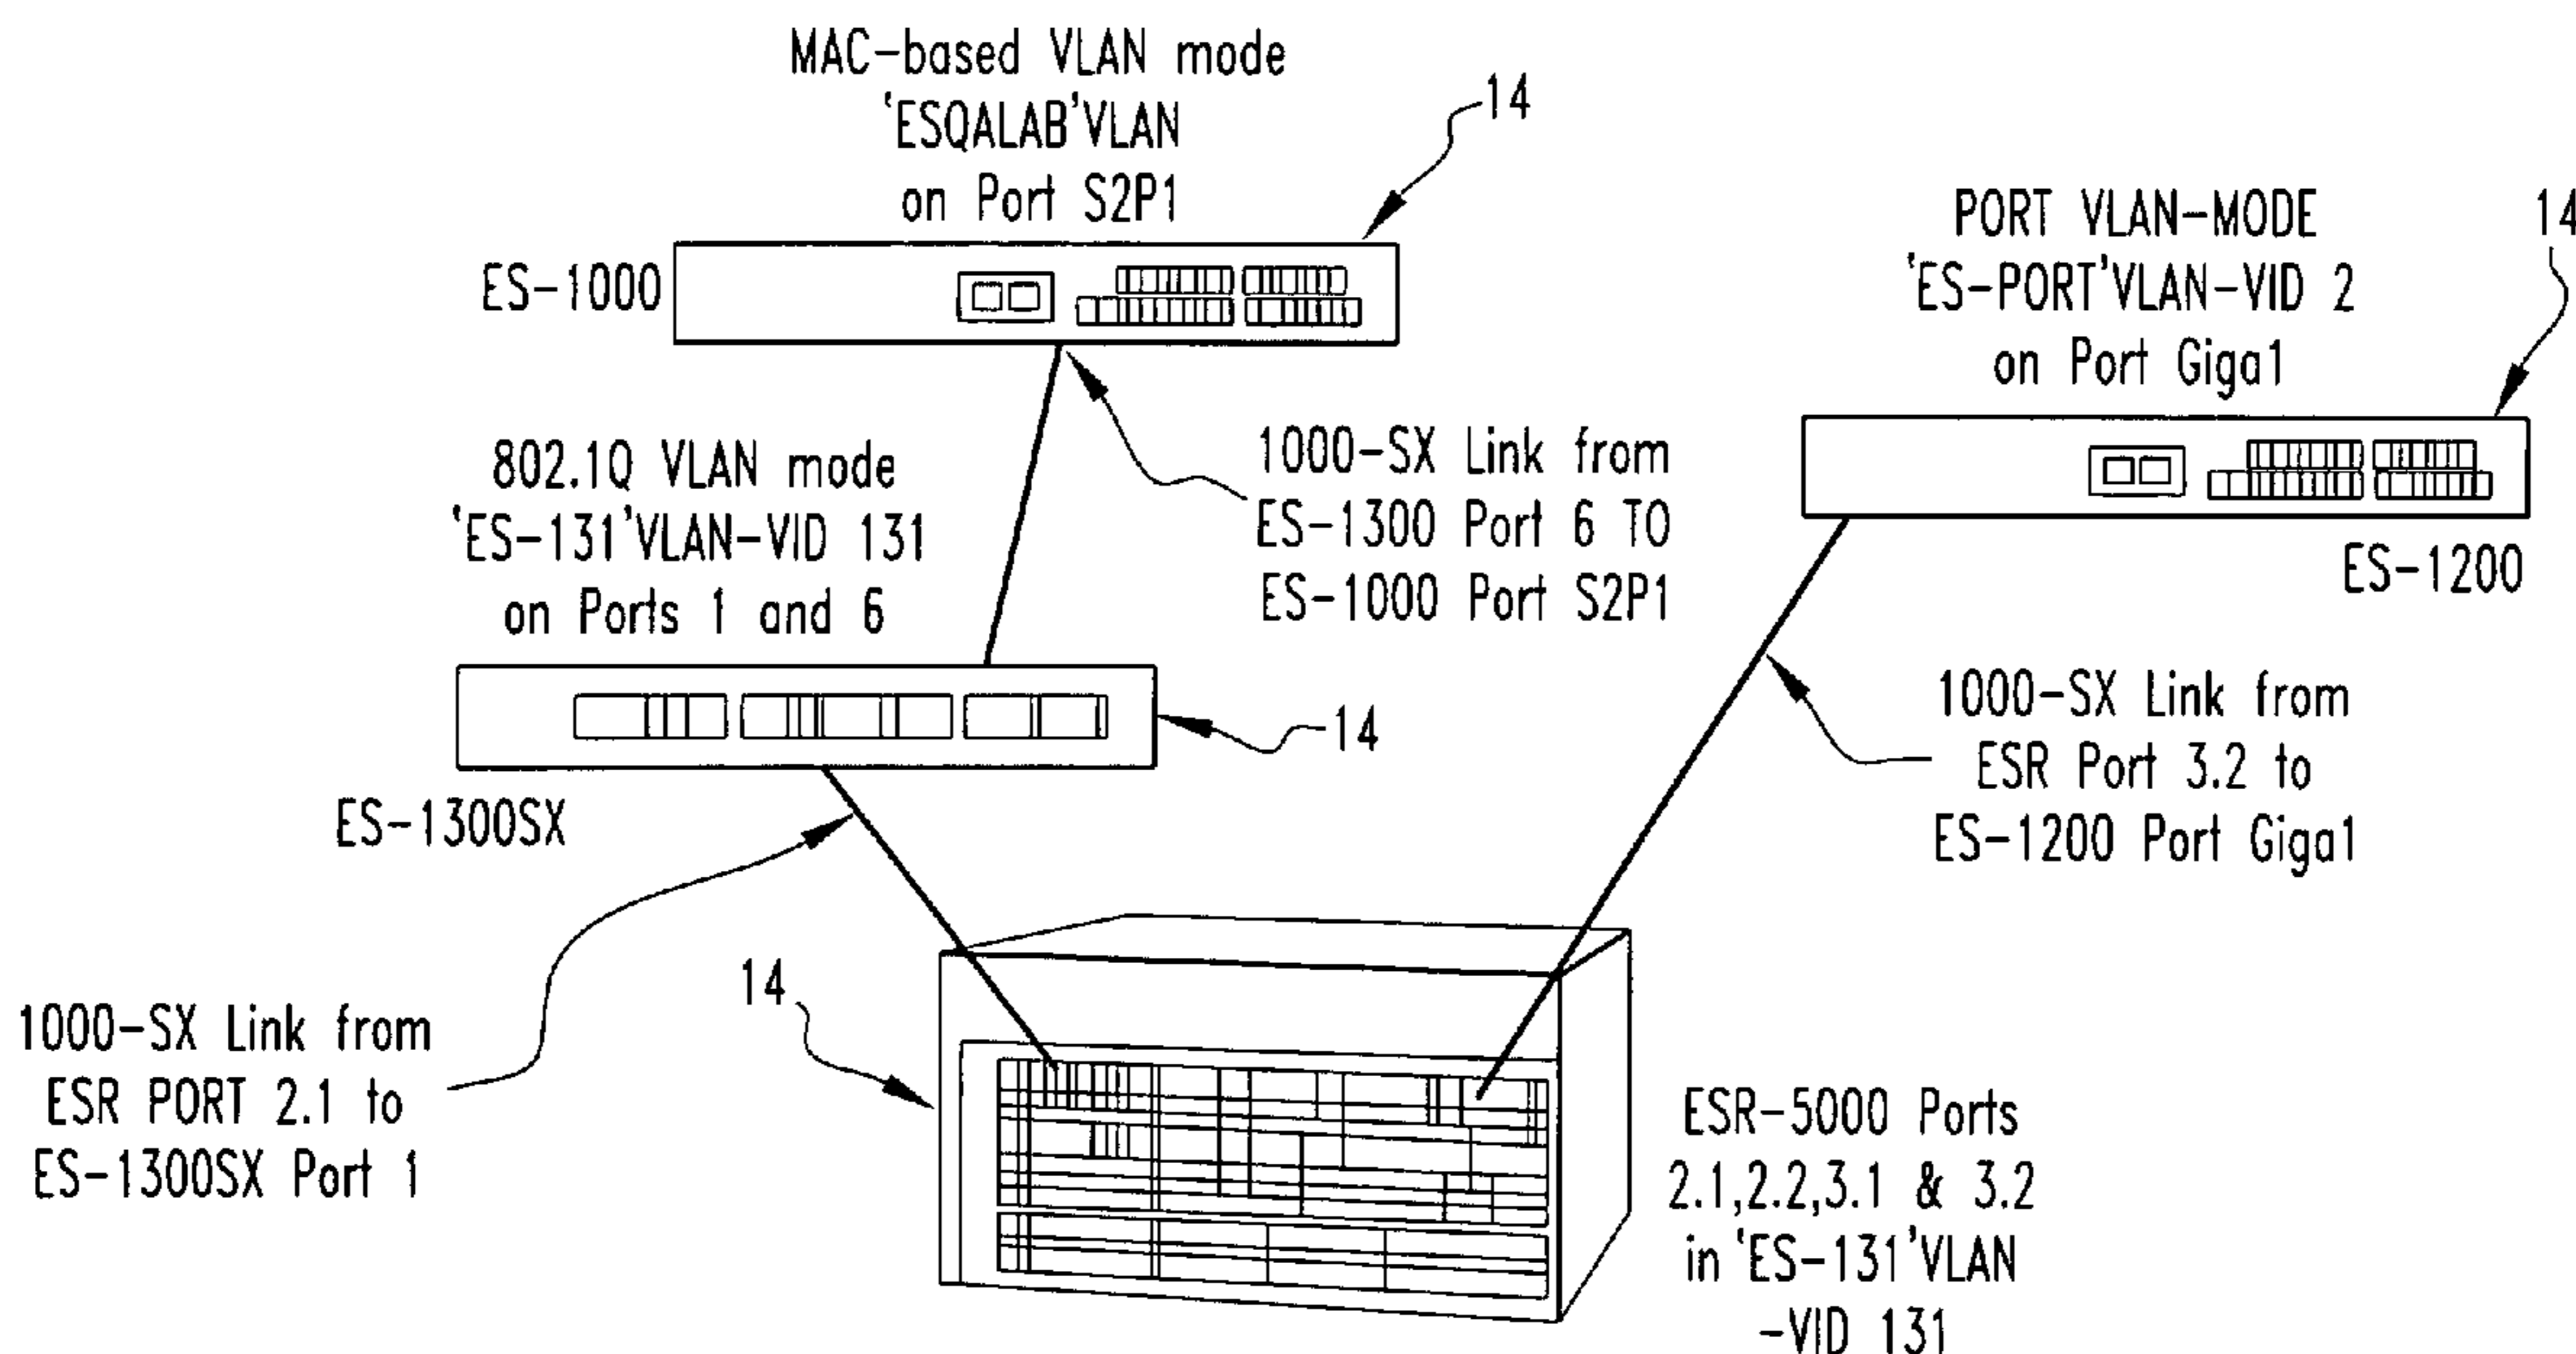 MAC-based VLAN mode
'ESQALAB'VLAN
on Port S2P1
14
ES-1000
PORT VLAN-MODE
'ES-PORT'VLAN-VID 2
on Port Giga1
14
ES-1200
802.1Q VLAN mode
'ES-131'VLAN-VID 131
on Ports 1 and 6
1000-SX Link from
ES-1300 Port 6 TO
ES-1000 Port S2P1
14
ES-1300SX
1000-SX Link from
ESR Port 3.2 to
ES-1200 Port Giga1
1000-SX Link from
ESR PORT 2.1 to
ES-1300SX Port 1
14
ESR-5000 Ports
2.1,2.2,3.1 & 3.2
in 'ES-131'VLAN
-VID 131